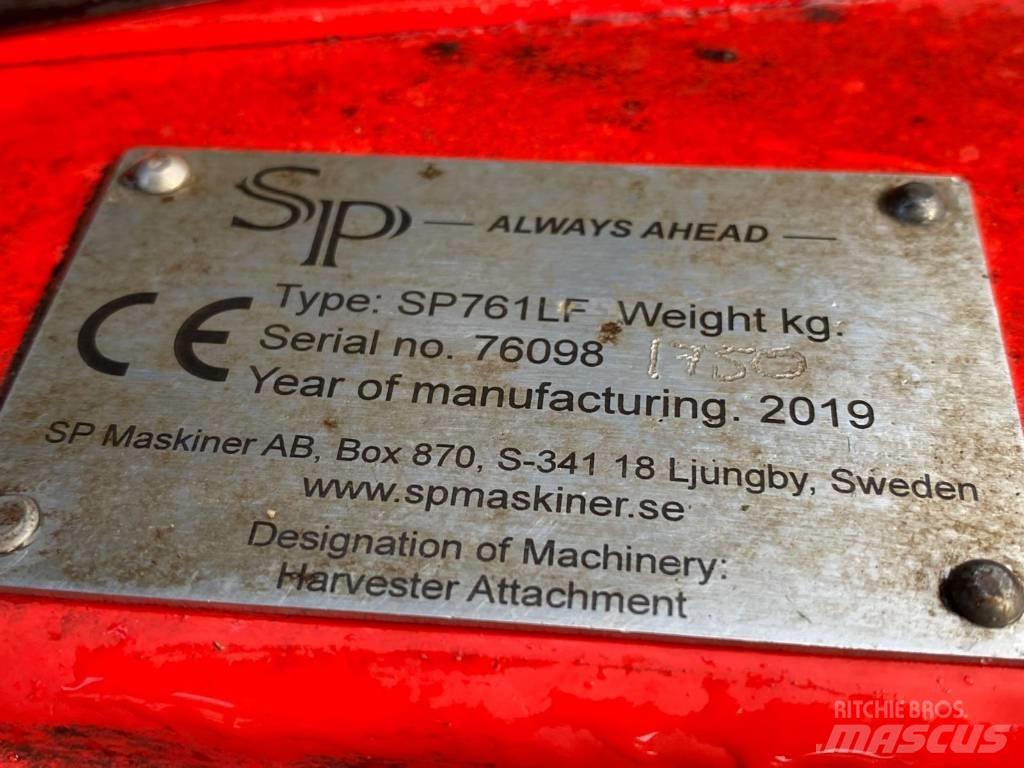 SP — ALWAYS AHEAD —
CE Type: SP761LF Weight kg:
Serial no. 76098 1750
Year of manufacturing. 2019
SP Maskiner AB, Box 870, S-341 18 Ljungby, Sweden
www.spmaskiner.se
Designation of Machinery:
Harvester Attachment
RITCHIE BROS.
MASCUS